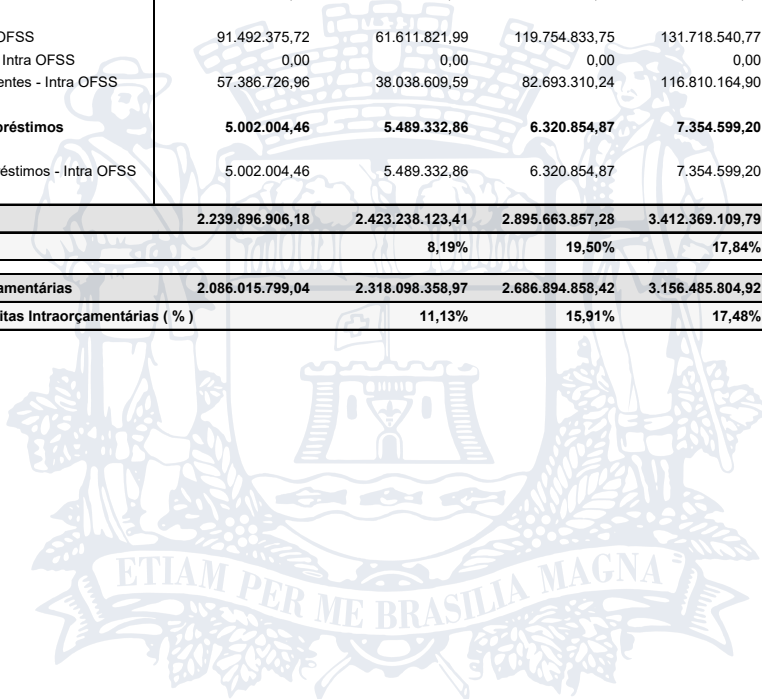 OFSS 91.492.375,72 61.611.821,99 119.754.833,75 131.718.540,77
Intra OFSS 0,00 0,00 0,00 0,00
entes - Intra OFSS 57.386.726,96 38.038.609,59 82.693.310,24 116.810.164,90
préstimos 5.002.004,46 5.489.332,86 6.320.854,87 7.354.599,20
éstimos - Intra OFSS 5.002.004,46 5.489.332,86 6.320.854,87 7.354.599,20
2.239.896.906,18 2.423.238.123,41 2.895.663.857,28 3.412.369.109,79
8,19% 19,50% 17,84%
amentárias 2.086.015.799,04 2.318.098.358,97 2.686.894.858,42 3.156.485.804,92
itas Intraorçamentárias ( % ) 11,13% 15,91% 17,48%
ETIAM PER ME BRASILIA MAGNA